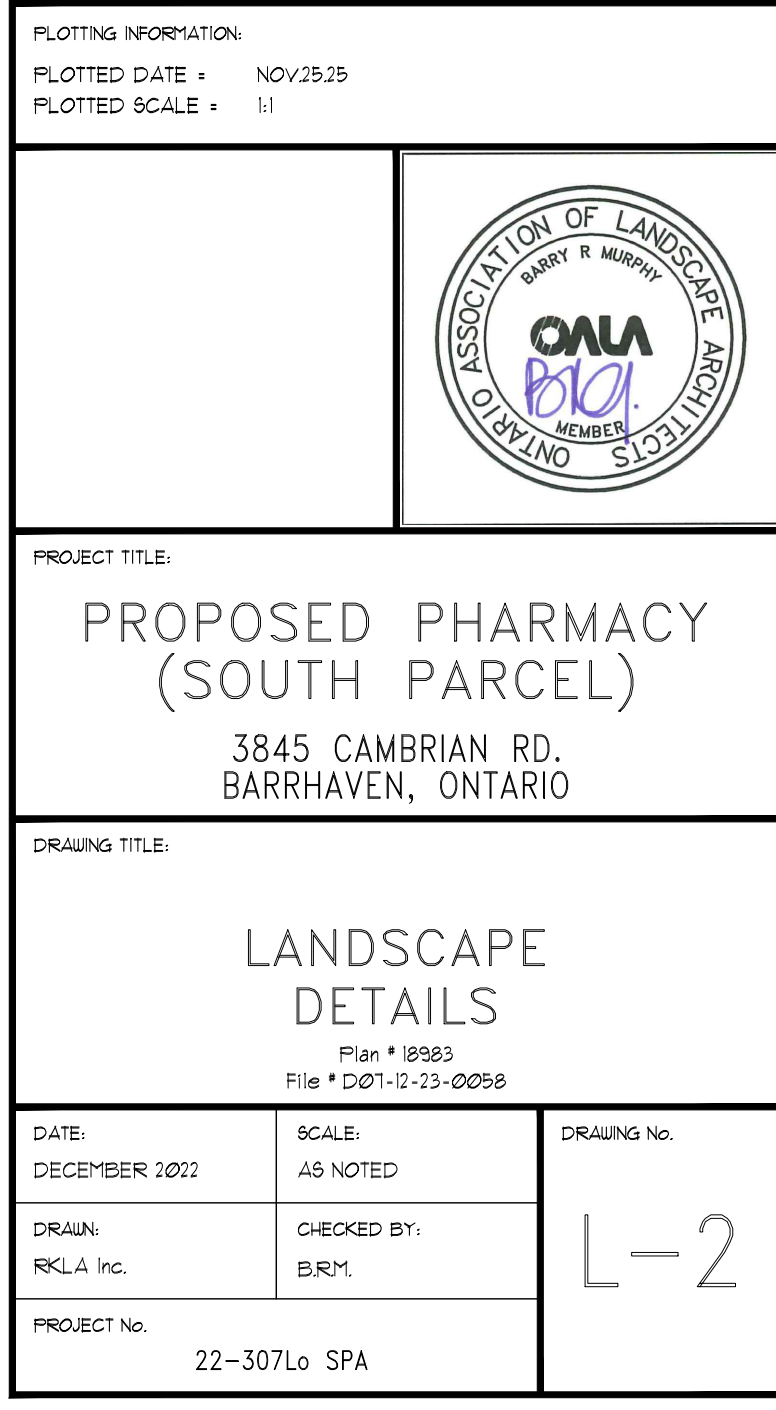 PLOTTING INFORMATION:
PLOTTED DATE = NOV.25.25
PLOTTED SCALE = 1:1
ONTARIO ASSOCIATION OF LANDSCAPE ARCHITECTS
BARRY R MURPHY
OALA
MEMBER
PROJECT TITLE:
PROPOSED PHARMACY
(SOUTH PARCEL)
3845 CAMBRIAN RD.
BARRHAVEN, ONTARIO
DRAWING TITLE:
LANDSCAPE
DETAILS
Plan # 18983
File # D07-12-23-0058
DATE:
DECEMBER 2022
SCALE:
AS NOTED
DRAWN:
RKLA Inc.
CHECKED BY:
B.R.M.
PROJECT No.
22-307Lo SPA
DRAWING No.
L-2